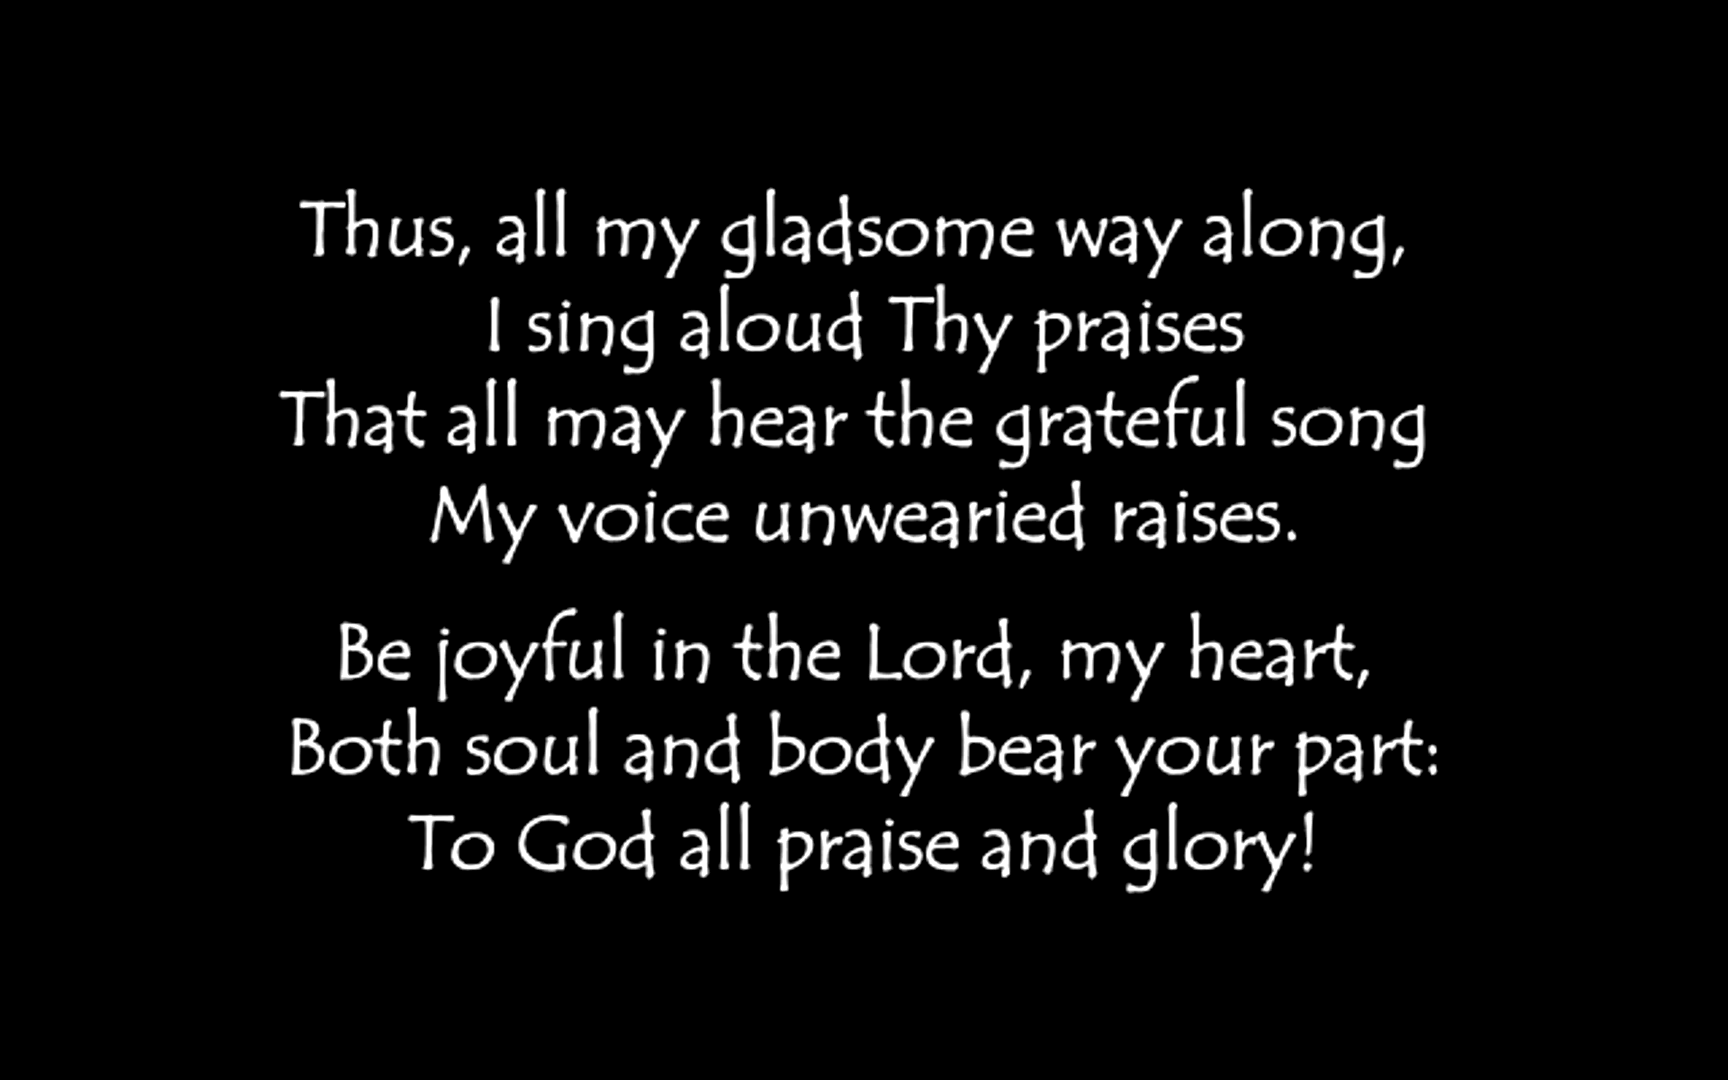 Thus, all my gladsome way along,
I sing aloud Thy praises
That all may hear the grateful song
My voice unwearied raises.
Be joyful in the Lord, my heart,
Both soul and body bear your part:
To God all praise and glory!